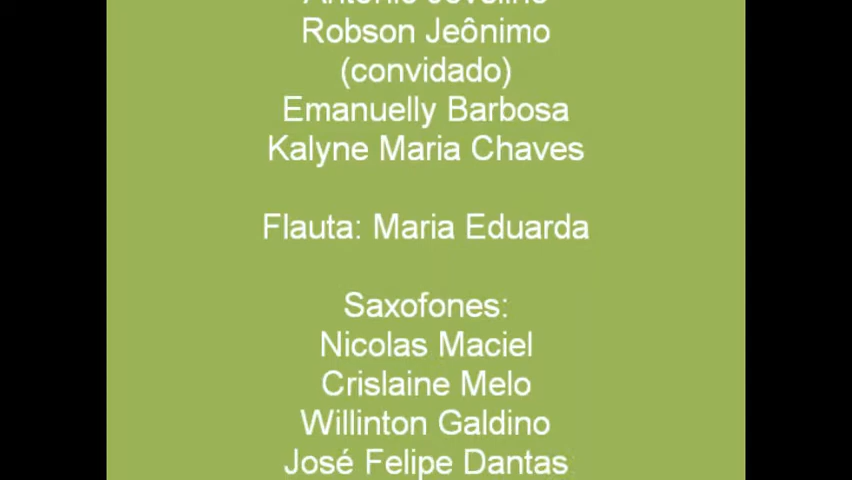 Robson Jeônimo
(convidado)
Emanuelly Barbosa
Kalyne Maria Chaves
Flauta: Maria Eduarda
Saxofones:
Nicolas Maciel
Crislaine Melo
Willinton Galdino
José Felipe Dantas